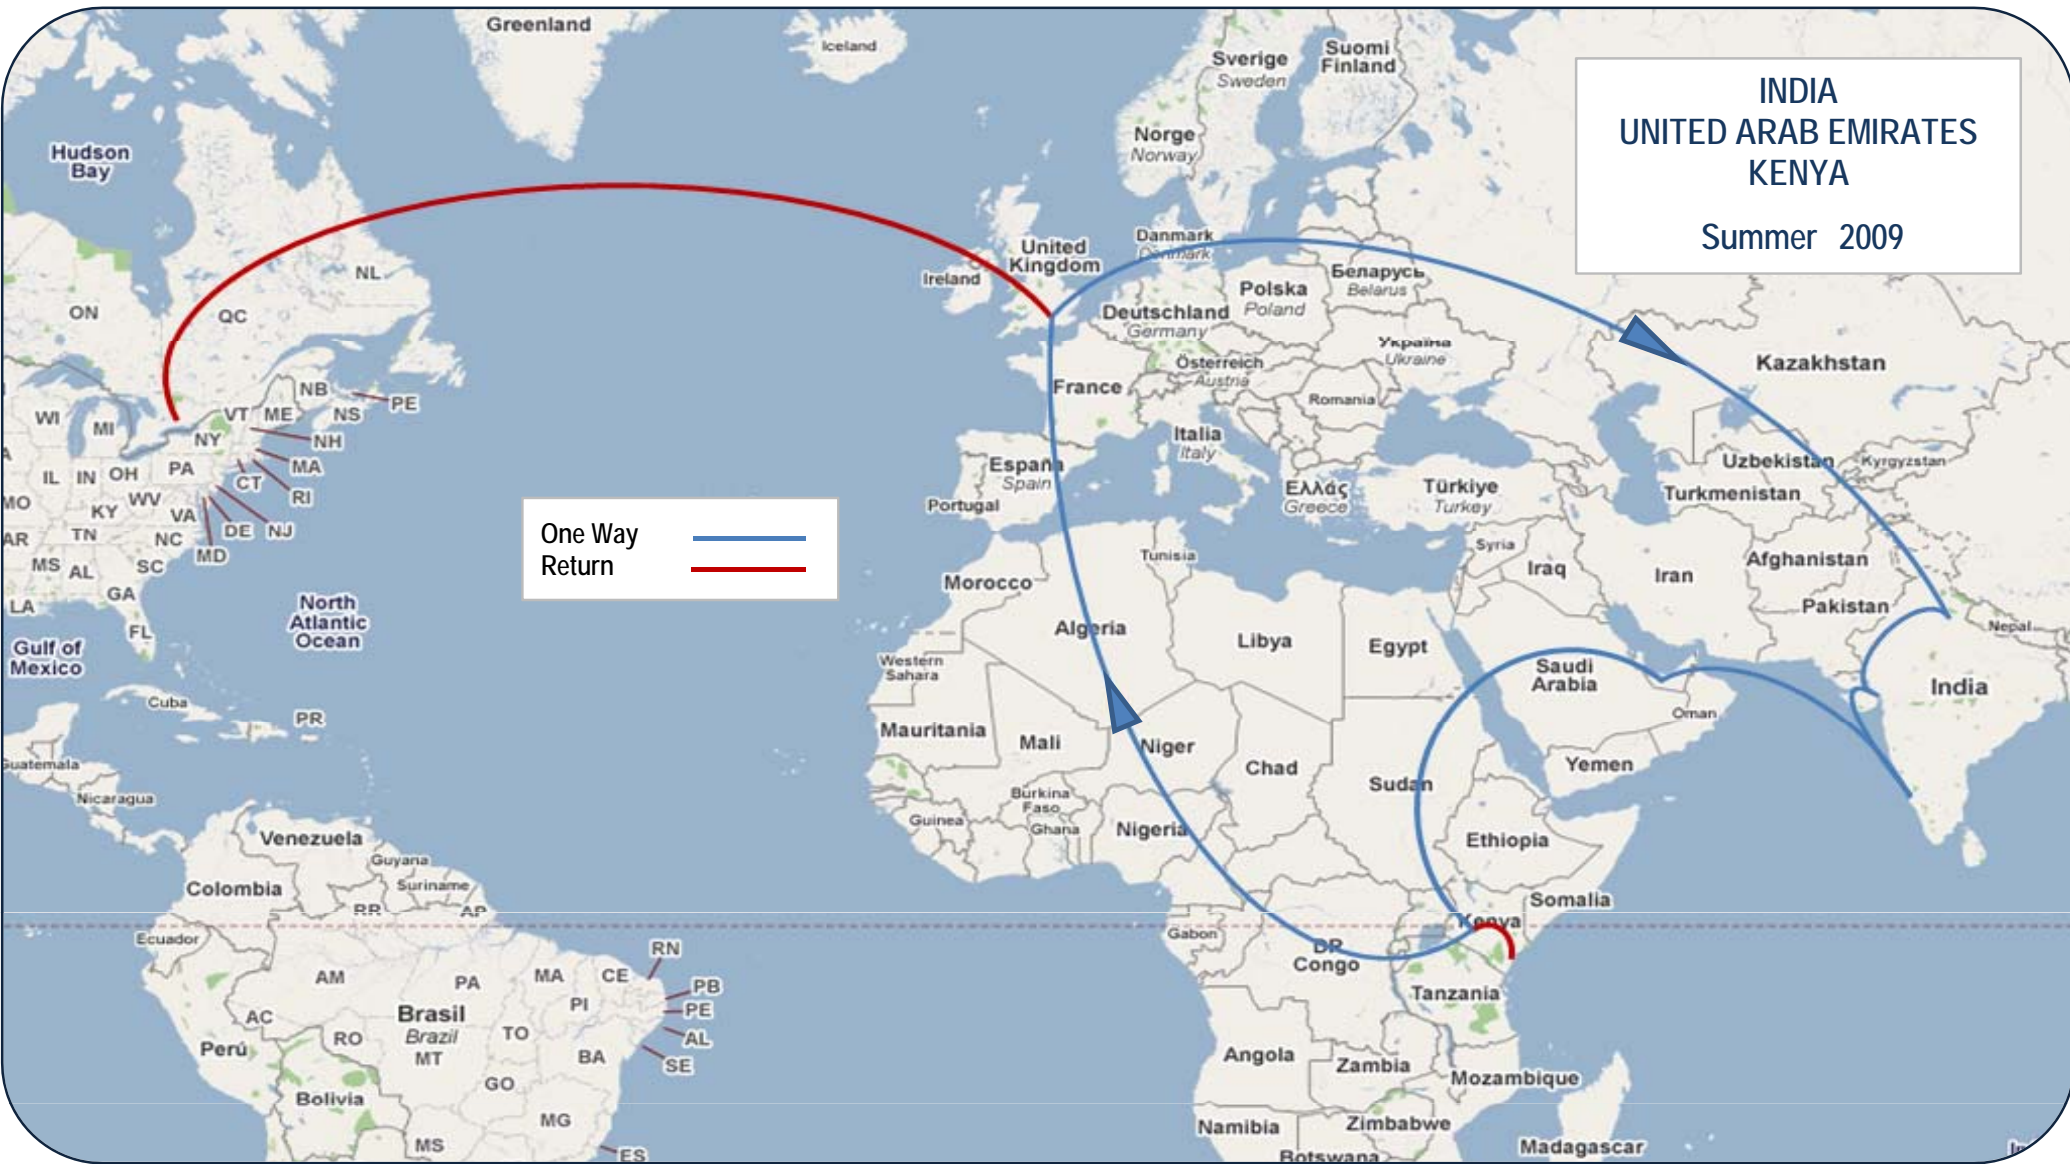 Greenland
Iceland
Sverige
Sweden
Suomi
Finland
INDIA
UNITED ARAB EMIRATES
KENYA
Summer 2009
Hudson
Bay
Norge
Norway
Danmark
Denmark
United
Kingdom
Ireland
NL
ON
QC
Беларусь
Belarus
Polska
Poland
Deutschland
Germany
Україна
Ukraine
Österreich
Austria
Kazakhstan
France
Romania
NB
PE
WI
MI
VT
ME
NS
NY
NH
Italia
Italy
Uzbekistan
Kyrgyzstan
IL
IN
OH
PA
MA
CT
RI
España
Spain
Portugal
Ελλάς
Greece
Türkiye
Turkey
Turkmenistan
MO
KY
WV
VA
DE
NJ
One Way
Return
AR
TN
NC
MD
Tunisia
Syria
Iraq
Iran
Afghanistan
MS
AL
SC
GA
Morocco
Pakistan
LA
FL
North
Atlantic
Ocean
Algeria
Libya
Egypt
Nepal
Gulf of
Mexico
Western
Sahara
Saudi
Arabia
India
Cuba
PR
Oman
Mauritania
Mali
Niger
Chad
Sudan
Yemen
Guatemala
Nicaragua
Burkina
Faso
Guinea
Ghana
Nigeria
Ethiopia
Venezuela
Guyana
Suriname
Colombia
RR
AP
Somalia
Kenya
Ecuador
Gabon
DR
Congo
RN
AM
PA
MA
CE
PB
PI
PE
Tanzania
AC
Brasil
Brazil
RO
TO
AL
MT
Perú
BA
SE
Angola
Zambia
Mozambique
GO
Bolivia
MG
MS
ES
Namibia
Zimbabwe
Botswana
Madagascar